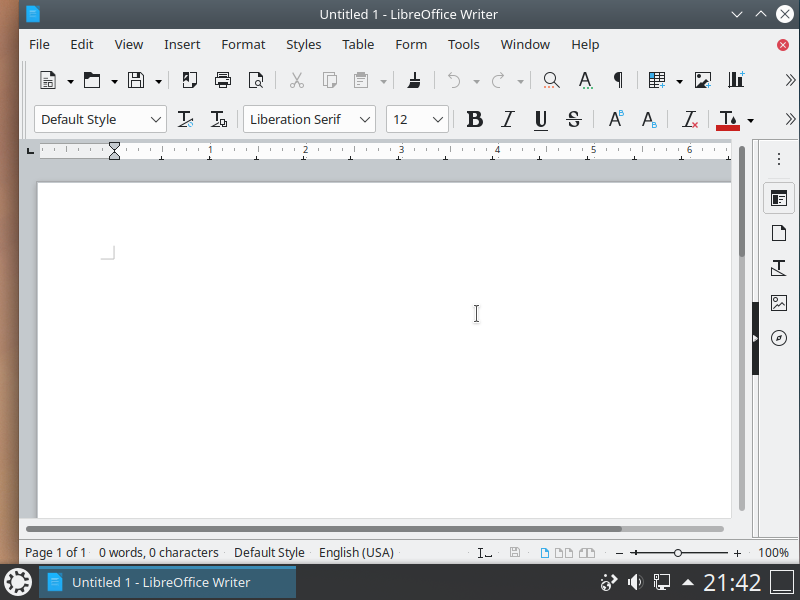 Untitled 1 - LibreOffice Writer
File Edit View Insert Format Styles Table Form Tools Window Help
Default Style Liberation Serif 12 B I U S A B A B
1 2 3 4 5 6
Page 1 of 1 0 words, 0 characters Default Style English (USA) 100%
Untitled 1 - LibreOffice Writer 21:42